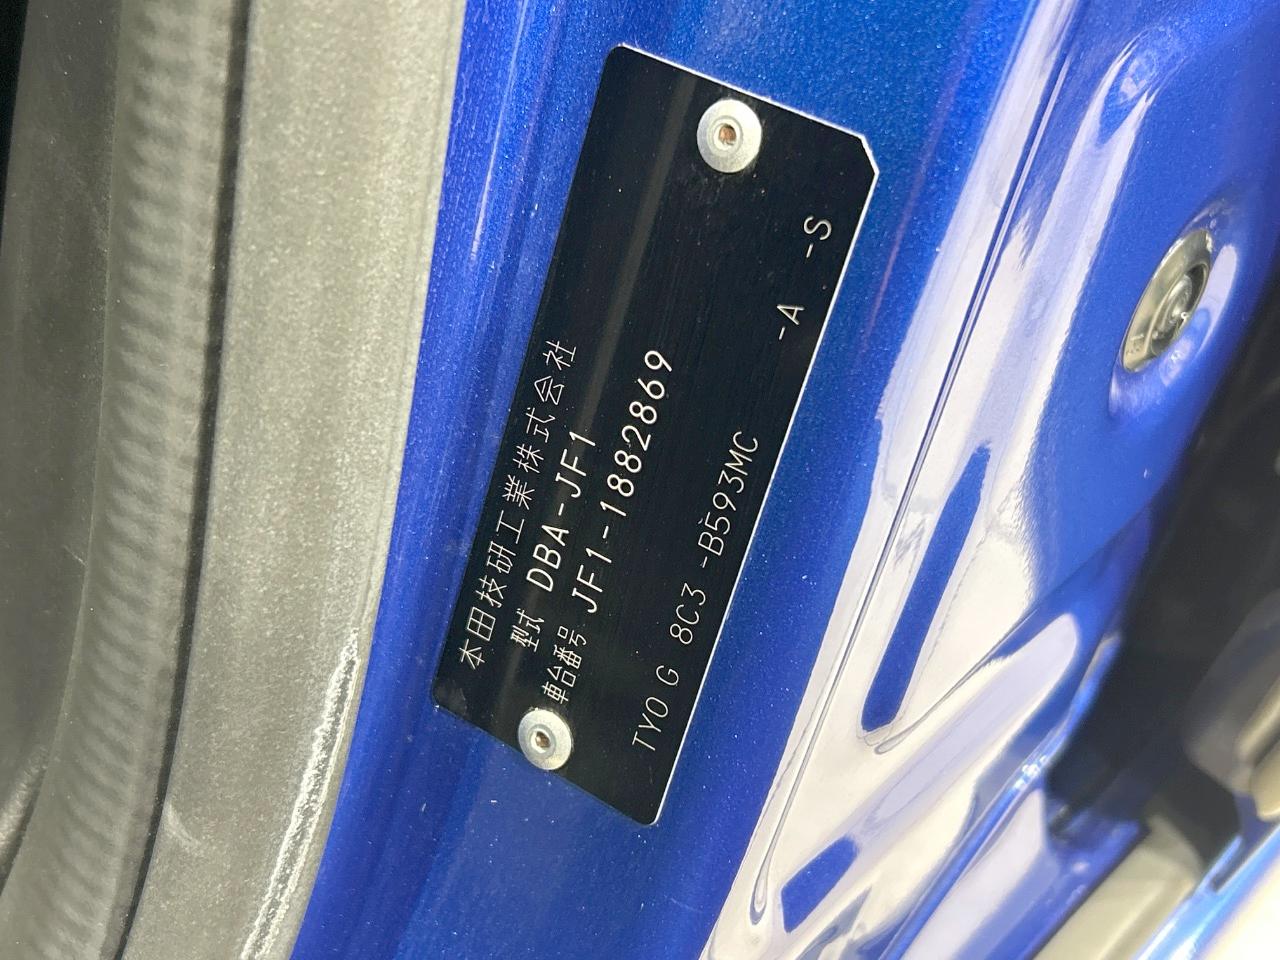 本田技研工業株式会社
型式 DBA-JF1
車台番号 JF1-1882869
TYO G 8C3 -B593MC -A -S